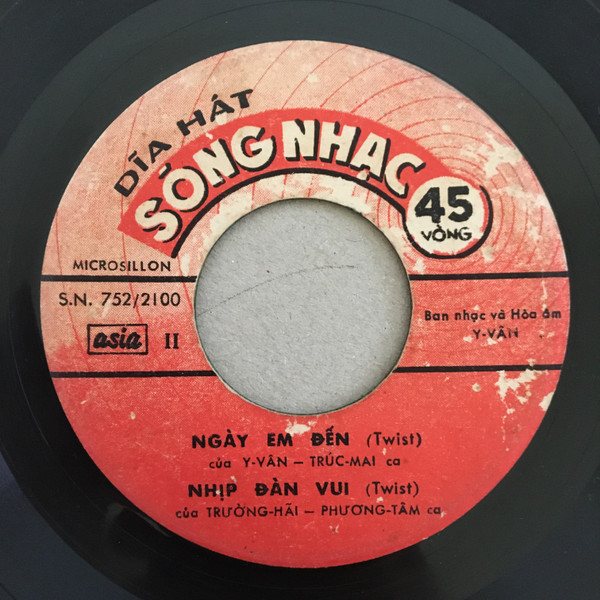 DĨA HÁT
SÓNG NHẠC
45
VÒNG
MICROSILLON
S.N. 752/2100
asia II
Ban nhạc và Hòa âm
Y-VÂN
NGÀY EM ĐẾN (Twist)
của Y-VÂN – TRÚC-MAI ca
NHỊP ĐÀN VUI (Twist)
của TRƯỜNG-HÃI – PHƯƠNG-TÂM ca